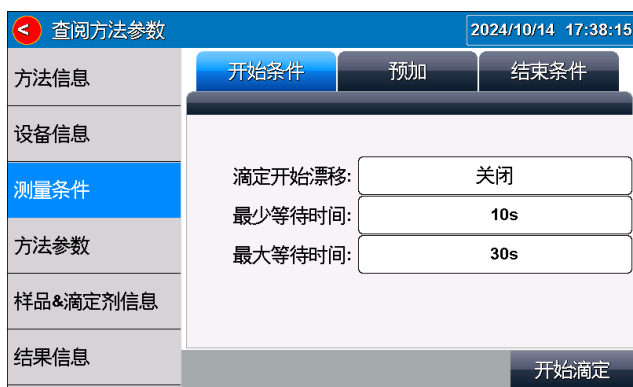 < 查阅方法参数 2024/10/14 17:38:15
方法信息
设备信息
测量条件
方法参数
样品&滴定剂信息
结果信息
开始条件 预加 结束条件
滴定开始漂移: 关闭
最少等待时间: 10s
最大等待时间: 30s
开始滴定